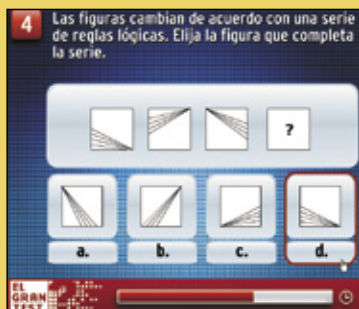 4
Las figuras cambian de acuerdo con una serie
de reglas lógicas. Elija la figura que completa
la serie.
?
a.
b.
c.
d.
EL
GRAN
TEST